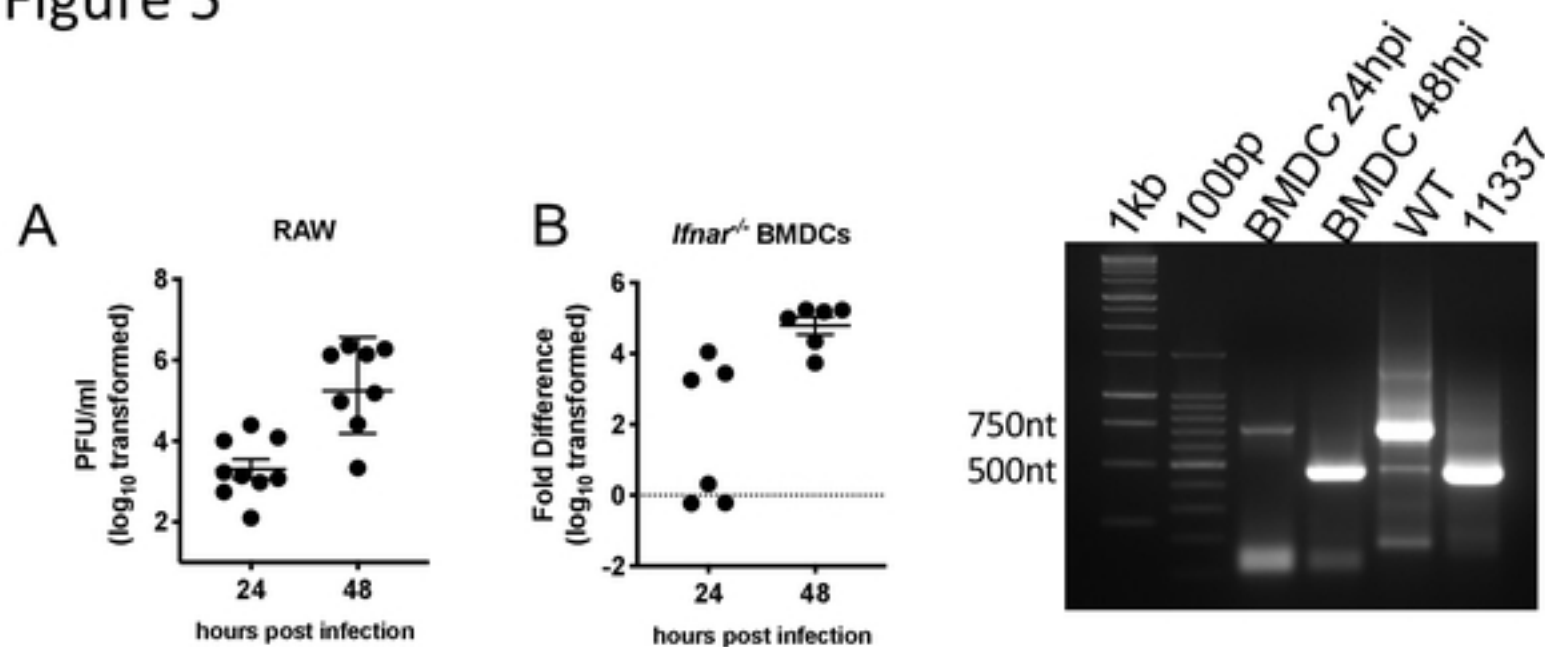 Figure 5
A
RAW
PFU/ml
(log10 transformed)
8
6
4
2
24 48
hours post infection
B
Ifnar-/- BMDCs
Fold Difference
(log10 transformed)
6
4
2
0
-2
24 48
hours post infection
1kb
100bp
BMDC 24hpi
BMDC 48hpi
WT
11337
750nt
500nt